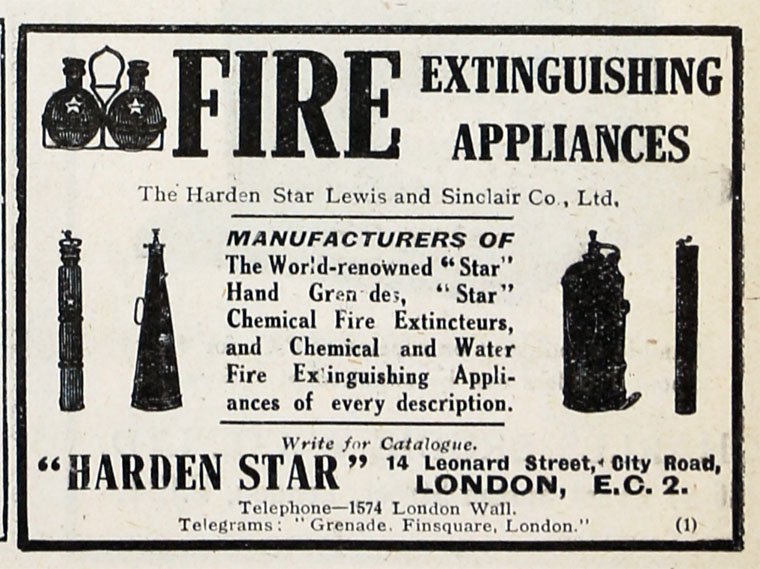 FIRE EXTINGUISHING
APPLIANCES
The Harden Star Lewis and Sinclair Co., Ltd.
MANUFACTURERS OF
The World-renowned "Star"
Hand Grenades, "Star"
Chemical Fire Extincteurs,
and Chemical and Water
Fire Extinguishing Appli-
ances of every description.
Write for Catalogue.
"HARDEN STAR" 14 Leonard Street, City Road,
LONDON, E.C. 2.
Telephone—1574 London Wall.
Telegrams: "Grenade. Finsquare, London."
(1)